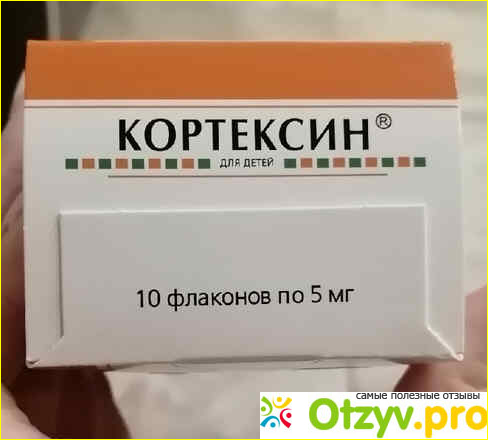 КОРТЕКСИН®
ДЛЯ ДЕТЕЙ
10 флаконов по 5 мг
самые полезные отзывы
Otzyv.pro